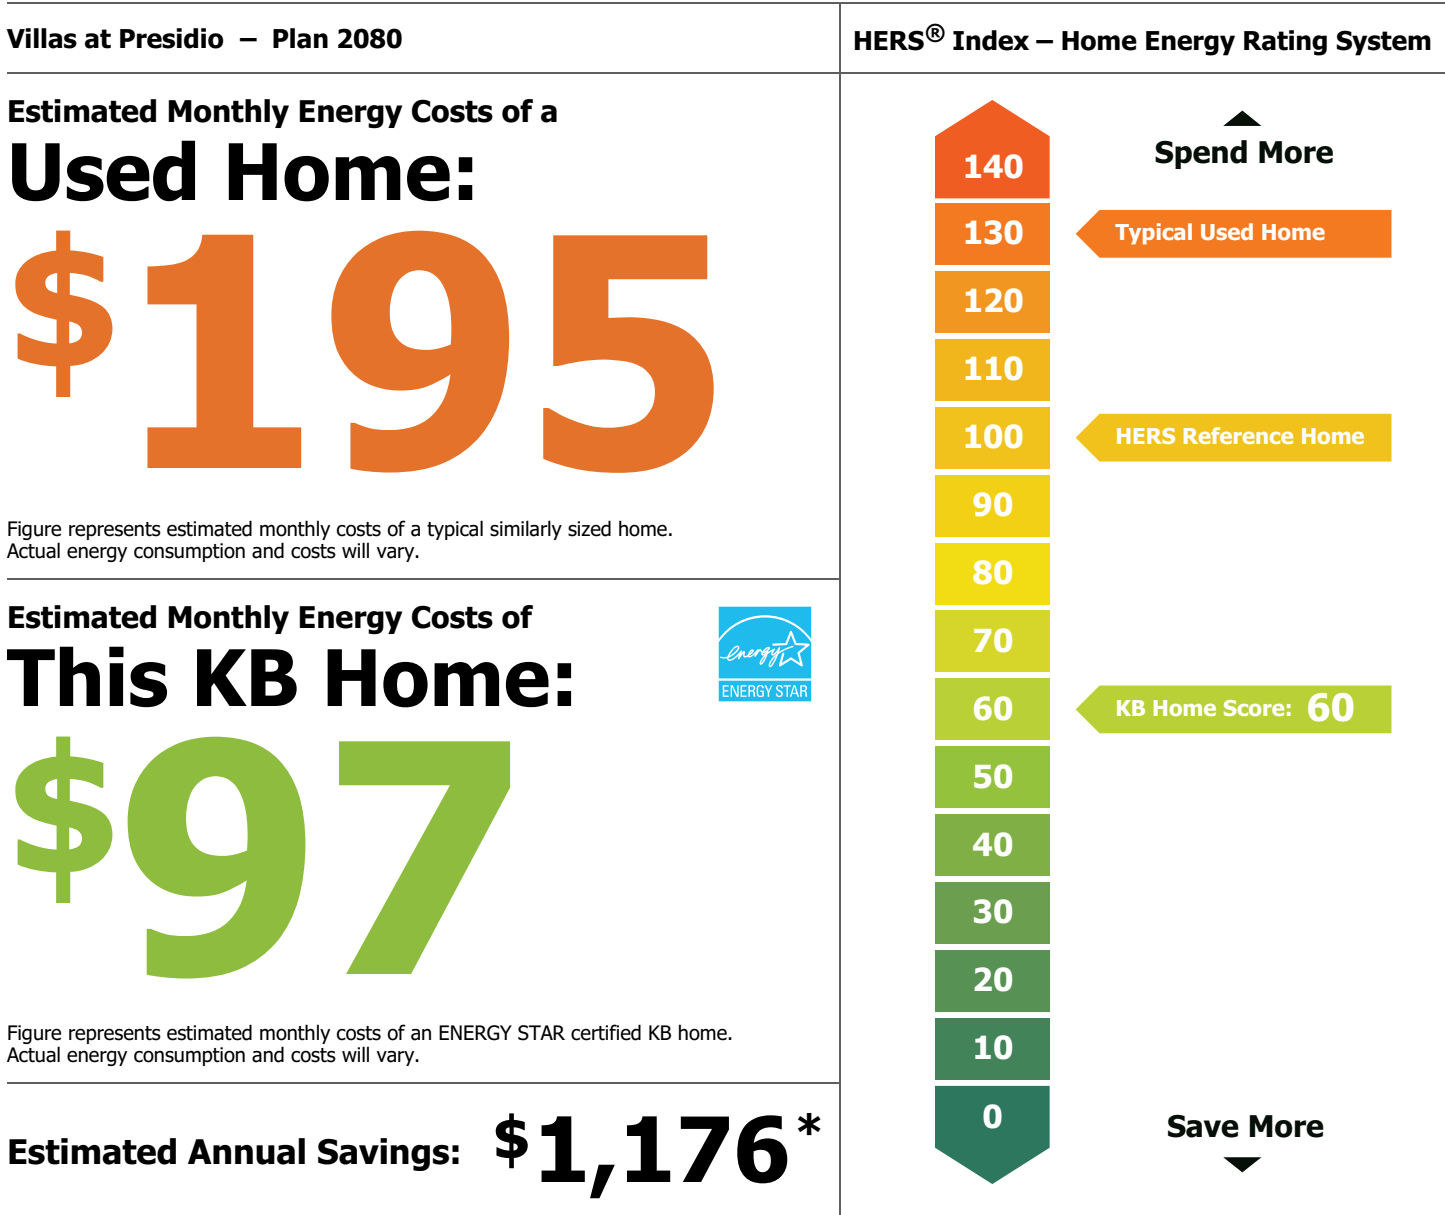 Villas at Presidio – Plan 2080
Estimated Monthly Energy Costs of a
Used Home:
$195
Figure represents estimated monthly costs of a typical similarly sized home.
Actual energy consumption and costs will vary.
Estimated Monthly Energy Costs of
This KB Home:
energy
ENERGY STAR
$97
Figure represents estimated monthly costs of an ENERGY STAR certified KB home.
Actual energy consumption and costs will vary.
Estimated Annual Savings: $1,176*
HERS® Index – Home Energy Rating System
Spend More
140
130 Typical Used Home
120
110
100 HERS Reference Home
90
80
70
60 KB Home Score: 60
50
40
30
20
10
0
Save More